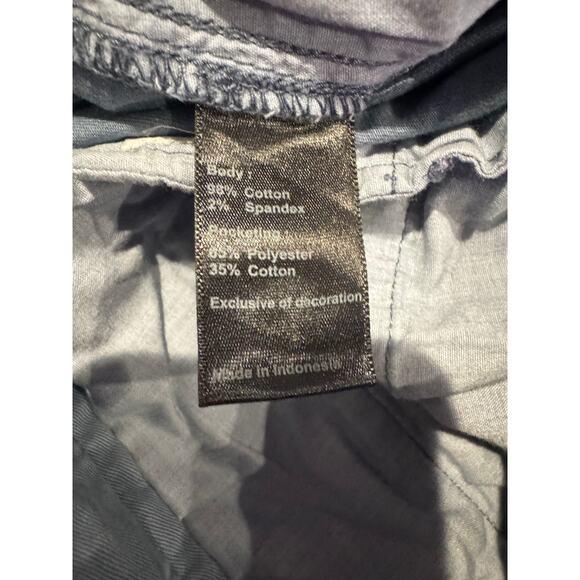 Body :
98% Cotton
2% Spandex
Pocketing :
65% Polyester
35% Cotton
Exclusive of decoration
Made in Indonesia